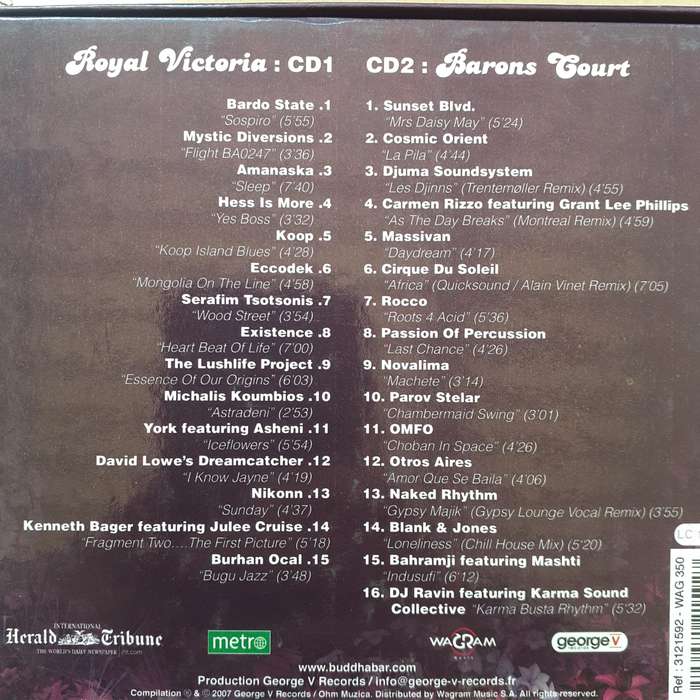 Royal Victoria : CD1
Bardo State .1
“Sospiro” (5'55)
Mystic Diversions .2
“Flight BA0247” (3'36)
Amanaska .3
“Sleep” (7'40)
Hess Is More .4
“Yes Boss” (3'32)
Koop .5
“Koop Island Blues” (4'28)
Eccodek .6
“Mongolia On The Line” (4'58)
Serafim Tsotsonis .7
“Wood Street” (3'54)
Existence .8
“Heart Beat Of Life” (7'00)
The Lushlife Project .9
“Essence Of Our Origins” (6'03)
Michalis Koumbios .10
“Astradeni” (2'53)
York featuring Asheni .11
“Iceflowers” (5'54)
David Lowe's Dreamcatcher .12
“I Know Jayne” (4'19)
Nikonn .13
“Sunday” (4'37)
Kenneth Bager featuring Julee Cruise .14
“Fragment Two....The First Picture” (5'18)
Burhan Ocal .15
“Bugu Jazz” (3'48)
CD2 : Barons Court
1. Sunset Blvd.
“Mrs Daisy May” (5'24)
2. Cosmic Orient
“La Pila” (4'44)
3. Djuma Soundsystem
“Les Djinns” (Trentemøller Remix) (4'55)
4. Carmen Rizzo featuring Grant Lee Phillips
“As The Day Breaks” (Montreal Remix) (4'59)
5. Massivan
“Daydream” (4'17)
6. Cirque Du Soleil
“Africa” (Quicksound / Alain Vinet Remix) (7'05)
7. Rocco
“Roots 4 Acid” (5'36)
8. Passion Of Percussion
“Last Chance” (4'26)
9. Novalima
“Machete” (3'14)
10. Parov Stelar
“Chambermaid Swing” (3'01)
11. OMFO
“Choban In Space” (4'26)
12. Otros Aires
“Amor Que Se Baila” (4'06)
13. Naked Rhythm
“Gypsy Majik” (Gypsy Lounge Vocal Remix) (3'55)
14. Blank & Jones
“Loneliness” (Chill House Mix) (5'20)
15. Bahramji featuring Mashti
“Indusufi” (6'12)
16. DJ Ravin featuring Karma Sound
Collective “Karma Busta Rhythm” (5'32)
LC
Ref : 3121592 - WAG 350
INTERNATIONAL
Herald Tribune
THE WORLD'S DAILY NEWSPAPER
metro
WAGRAM
MUSIC
george V
RECORDS
www.buddhabar.com
Production George V Records / info@george-v-records.fr
Compilation ℗ & © 2007 George V Records / Ohm Muzica. Distributed by Wagram Music S.A. All rights reserved.